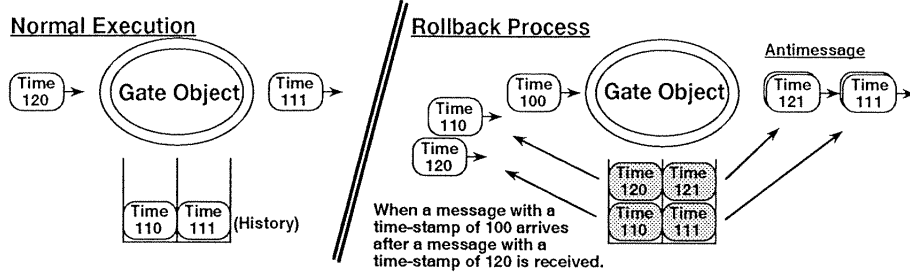 Normal Execution
Time
120
Gate Object
Time
111
Time
110
Time
111
(History)
Rollback Process
Antimessage
Time
100
Gate Object
Time
121
Time
111
Time
110
Time
120
Time
120
Time
121
Time
110
Time
111
When a message with a
time-stamp of 100 arrives
after a message with a
time-stamp of 120 is received.